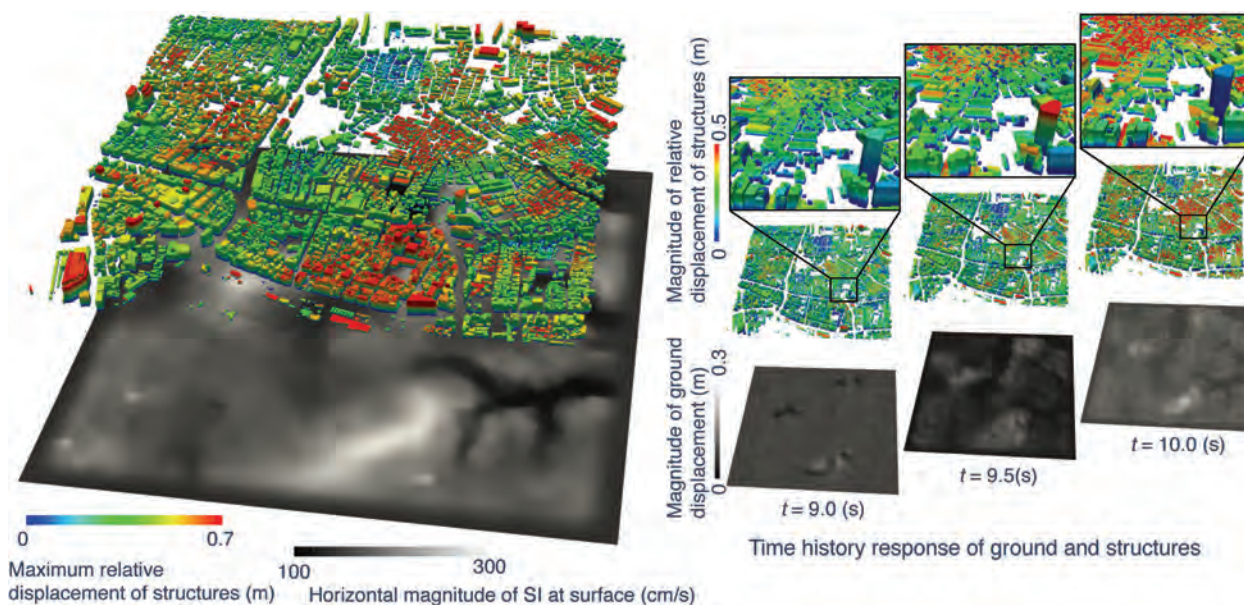 0
0.7
Maximum relative
displacement of structures (m)
100
300
Horizontal magnitude of SI at surface (cm/s)
Magnitude of relative
displacement of structures (m)
0
0.5
Magnitude of ground
displacement (m)
0
0.3
t = 9.0 (s)
t = 9.5(s)
t = 10.0 (s)
Time history response of ground and structures